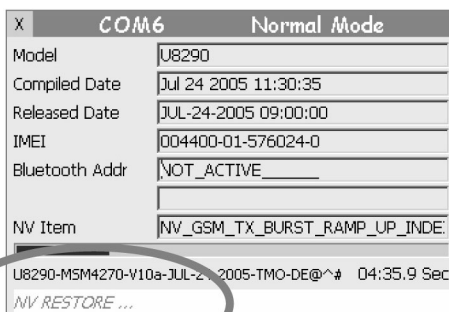 X COM6 Normal Mode
Model U8290
Compiled Date Jul 24 2005 11:30:35
Released Date JUL-24-2005 09:00:00
IMEI 004400-01-576024-0
Bluetooth Addr NOT_ACTIVE______
NV Item NV_GSM_TX_BURST_RAMP_UP_INDE
U8290-MSM4270-V10a-JUL-2 2005-TMO-DE@^# 04:35.9 Sec
NV RESTORE ...